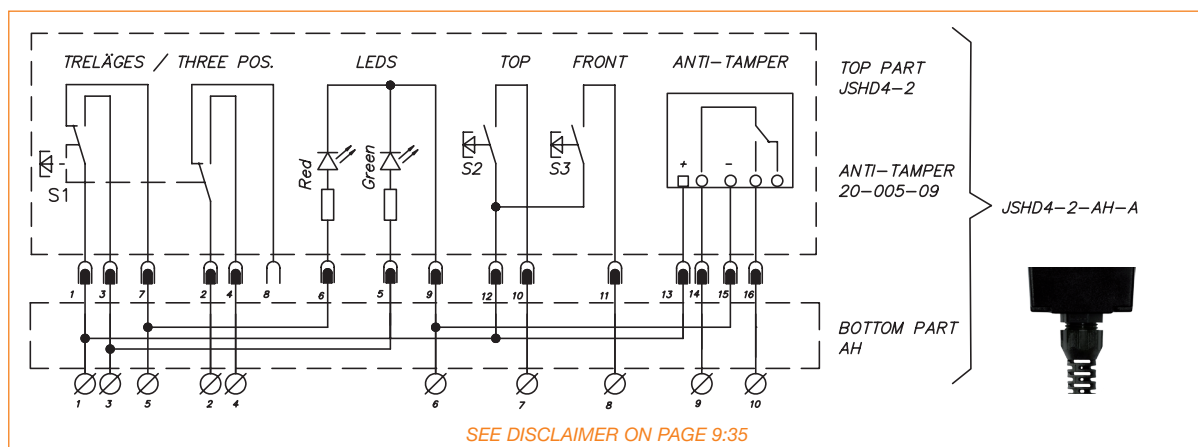 TRELÄGES / THREE POS. LEDS TOP FRONT ANTI-TAMPER
TOP PART
JSHD4-2
ANTI-TAMPER
20-005-09
JSHD4-2-AH-A
S1
Red
Green
S2
S3
+ -
1 3 7 2 4 8 6 5 9 12 10 11 13 14 15 16
BOTTOM PART
AH
1 3 5 2 4 6 7 8 9 10
SEE DISCLAIMER ON PAGE 9:35